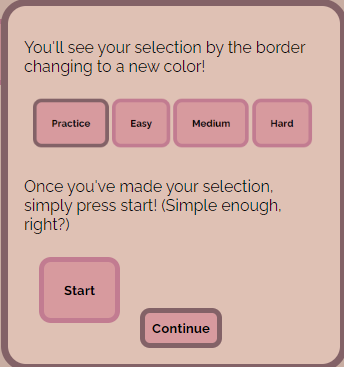 You'll see your selection by the border
changing to a new color!
Practice Easy Medium Hard
Once you've made your selection,
simply press start! (Simple enough,
right?)
Start
Continue